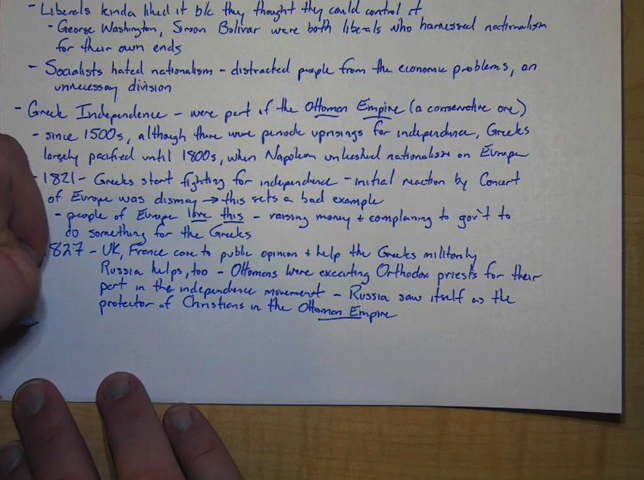 - Liberals kinda liked it b/c they thought they could control it
- George Washington, Simon Bolivar were both liberals who harnessed nationalism
for their own ends
- Socialists hated nationalism - distracted people from the economic problems, an
unnecessary division
- Greek Independence - were part of the Ottoman Empire (a conservative one)
- since 1500s, although there were periodic uprisings for independence, Greeks
largely pacified until 1800s, when Napoleon unleashed nationalism on Europe
- 1821 - Greeks start fighting for independence - initial reaction by Concert
of Europe was dismay → this sets a bad example
- people of Europe love this - raising money + complaining to gov't to
do something for the Greeks
827 - UK, France cave to public opinion + help the Greeks militarily
Russia helps, too - Ottomans were executing Orthodox priests for their
part in the independence movement - Russia saw itself as the
protector of Christians in the Ottoman Empire